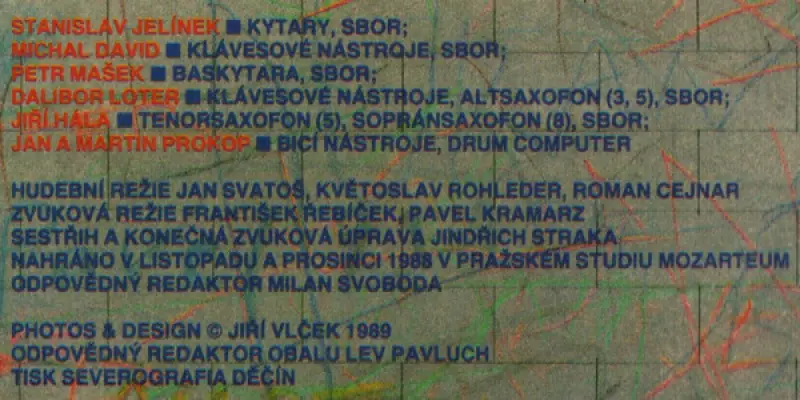 STANISLAV JELÍNEK ■ KYTARY, SBOR;
MICHAL DAVID ■ KLÁVESOVÉ NÁSTROJE, SBOR;
PETR MAŠEK ■ BASKYTARA, SBOR;
DALIBOR LOTER ■ KLÁVESOVÉ NÁSTROJE, ALTSAXOFON (3, 5), SBOR;
JIŘÍ HÁLA ■ TENORSAXOFON (5), SOPRÁNSAXOFON (8), SBOR;
JAN A MARTIN PROKOP ■ BICÍ NÁSTROJE, DRUM COMPUTER
HUDEBNÍ REŽIE JAN SVATOŠ, KVĚTOSLAV ROHLEDER, ROMAN CEJNAR
ZVUKOVÁ REŽIE FRANTIŠEK ŘEBÍČEK, PAVEL KRAMARZ
SESTŘIH A KONEČNÁ ZVUKOVÁ ÚPRAVA JINDŘICH STRAKA
NAHRÁNO V LISTOPADU A PROSINCI 1988 V PRAŽSKÉM STUDIU MOZARTEUM
ODPOVĚDNÝ REDAKTOR MILAN SVOBODA
PHOTOS & DESIGN © JIŘÍ VLČEK 1989
ODPOVĚDNÝ REDAKTOR OBALU LEV PAVLUCH
TISK SEVEROGRAFIA DĚČÍN